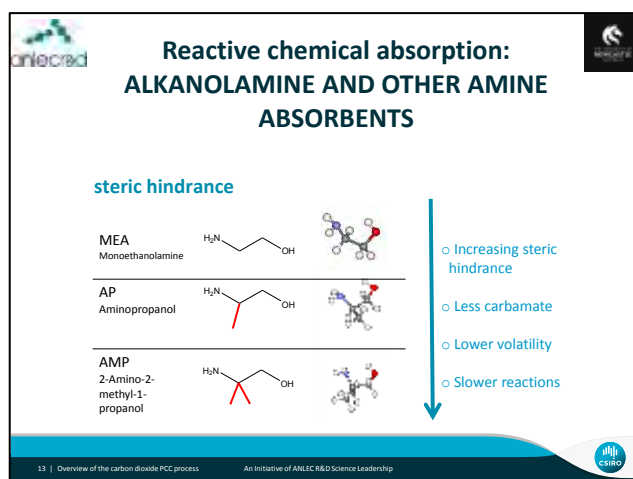 anlecr&d
Reactive chemical absorption:
ALKANOLAMINE AND OTHER AMINE
ABSORBENTS
steric hindrance
MEA
Monoethanolamine
H₂N
OH
AP
Aminopropanol
H₂N
OH
AMP
2-Amino-2-
methyl-1-
propanol
H₂N
OH
○ Increasing steric
hindrance
○ Less carbamate
○ Lower volatility
○ Slower reactions
13 | Overview of the carbon dioxide PCC process
An Initiative of ANLEC R&D Science Leadership
CSIRO